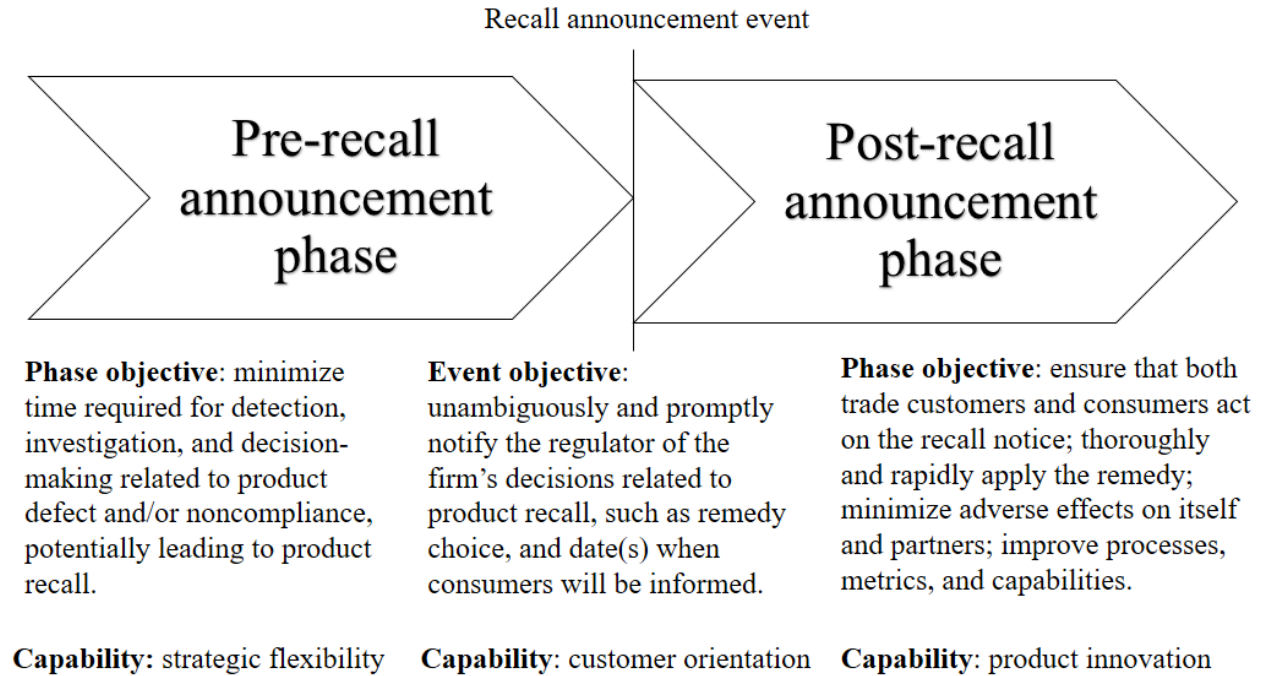 Recall announcement event
Pre-recall
announcement
phase
Post-recall
announcement
phase
Phase objective: minimize
time required for detection,
investigation, and decision-
making related to product
defect and/or noncompliance,
potentially leading to product
recall.
Event objective:
unambiguously and promptly
notify the regulator of the
firm’s decisions related to
product recall, such as remedy
choice, and date(s) when
consumers will be informed.
Phase objective: ensure that both
trade customers and consumers act
on the recall notice; thoroughly
and rapidly apply the remedy;
minimize adverse effects on itself
and partners; improve processes,
metrics, and capabilities.
Capability: strategic flexibility
Capability: customer orientation
Capability: product innovation